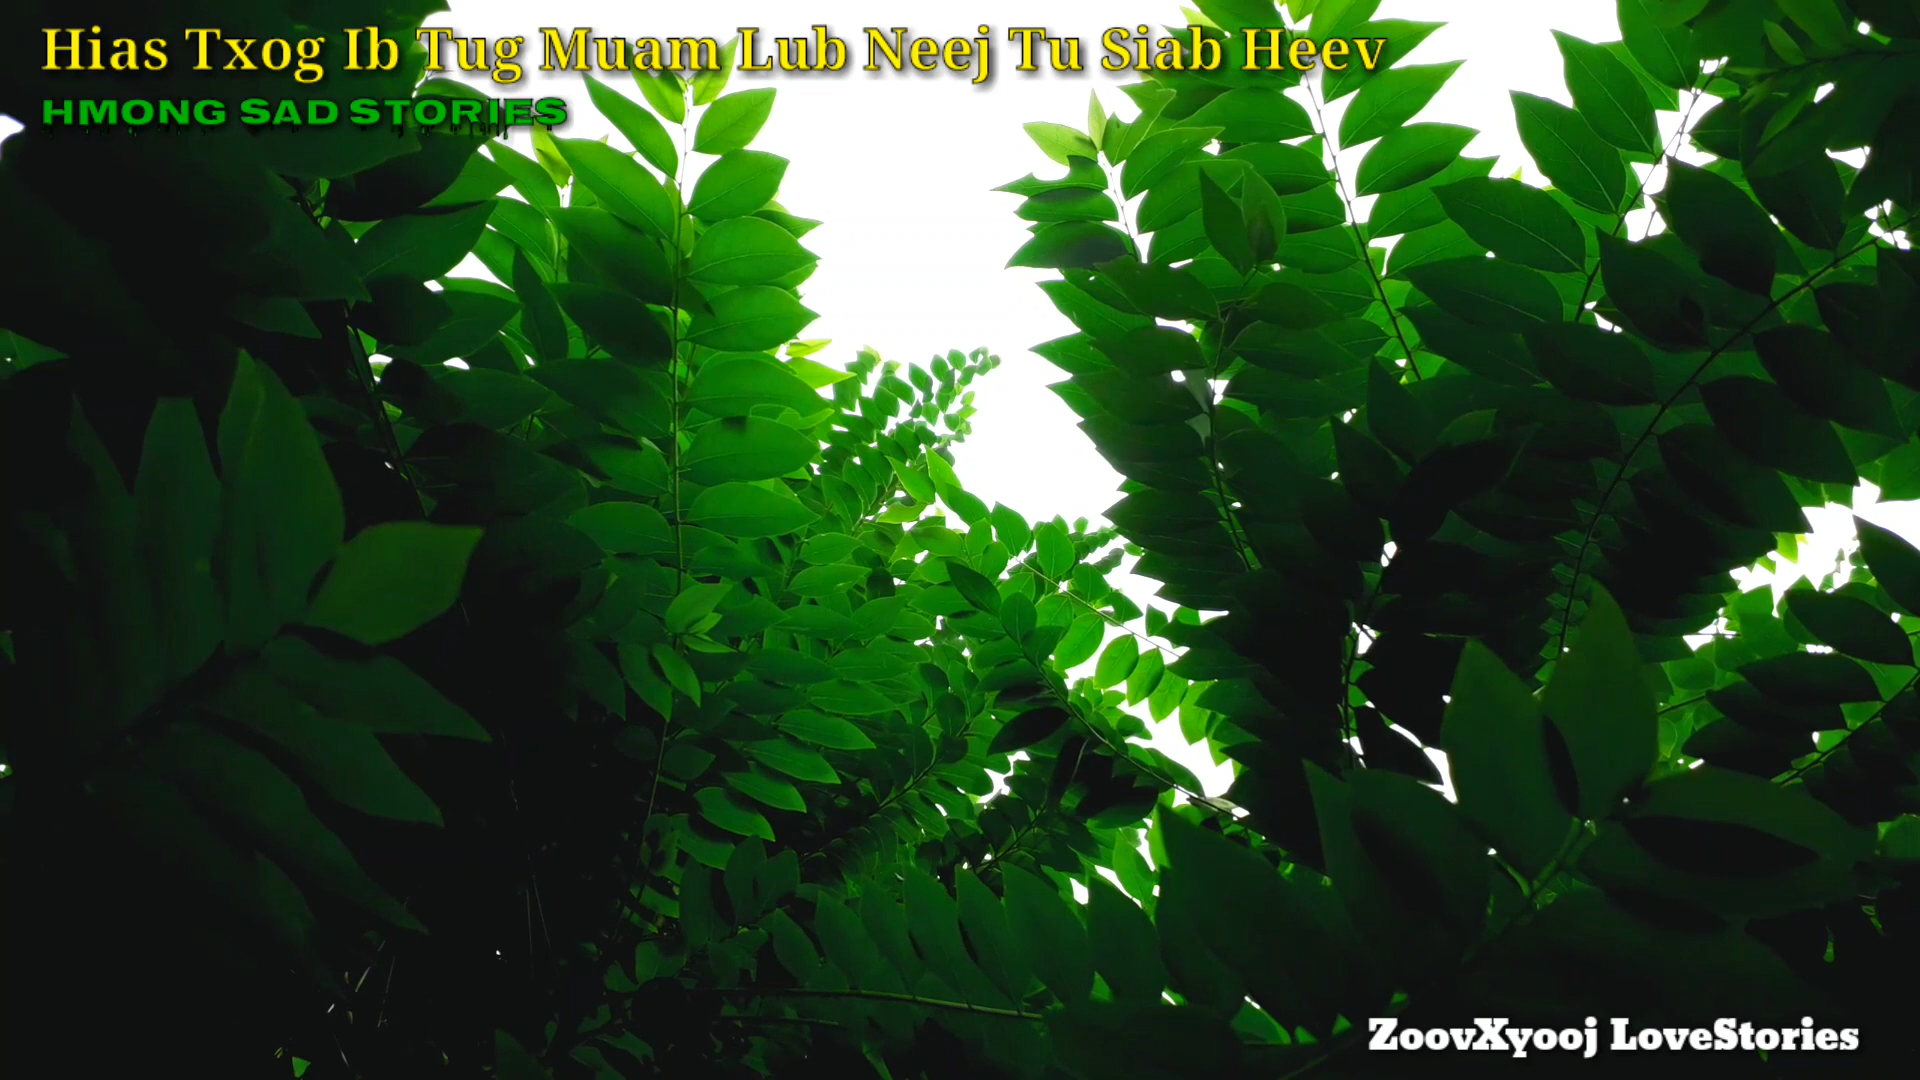 Hias Txog Ib Tug Muam Lub Neej Tu Siab Heev
HMONG SAD STORIES
ZoovXyooj LoveStories